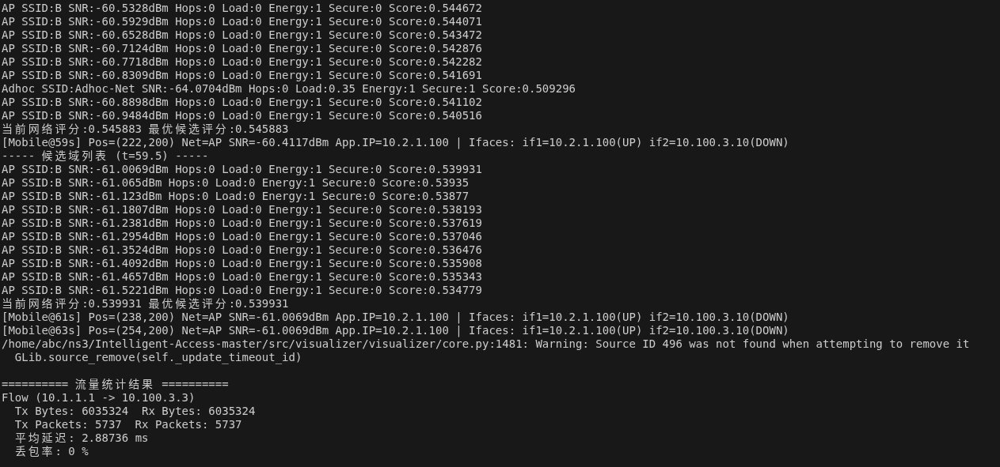 AP SSID:B SNR:-60.5328dBm Hops:0 Load:0 Energy:1 Secure:0 Score:0.544672
AP SSID:B SNR:-60.5929dBm Hops:0 Load:0 Energy:1 Secure:0 Score:0.544071
AP SSID:B SNR:-60.6528dBm Hops:0 Load:0 Energy:1 Secure:0 Score:0.543472
AP SSID:B SNR:-60.7124dBm Hops:0 Load:0 Energy:1 Secure:0 Score:0.542876
AP SSID:B SNR:-60.7718dBm Hops:0 Load:0 Energy:1 Secure:0 Score:0.542282
AP SSID:B SNR:-60.8309dBm Hops:0 Load:0 Energy:1 Secure:0 Score:0.541691
Adhoc SSID:Adhoc-Net SNR:-64.0704dBm Hops:0 Load:0.35 Energy:1 Secure:1 Score:0.509296
AP SSID:B SNR:-60.8898dBm Hops:0 Load:0 Energy:1 Secure:0 Score:0.541102
AP SSID:B SNR:-60.9484dBm Hops:0 Load:0 Energy:1 Secure:0 Score:0.540516
当前网络评分:0.545883 最优候选评分:0.545883
[Mobile@59s] Pos=(222,200) Net=AP SNR=-60.4117dBm App.IP=10.2.1.100 | Ifaces: if1=10.2.1.100(UP) if2=10.100.3.10(DOWN)
----- 候选域列表 (t=59.5) -----
AP SSID:B SNR:-61.0069dBm Hops:0 Load:0 Energy:1 Secure:0 Score:0.539931
AP SSID:B SNR:-61.065dBm Hops:0 Load:0 Energy:1 Secure:0 Score:0.53935
AP SSID:B SNR:-61.123dBm Hops:0 Load:0 Energy:1 Secure:0 Score:0.53877
AP SSID:B SNR:-61.1807dBm Hops:0 Load:0 Energy:1 Secure:0 Score:0.538193
AP SSID:B SNR:-61.2381dBm Hops:0 Load:0 Energy:1 Secure:0 Score:0.537619
AP SSID:B SNR:-61.2954dBm Hops:0 Load:0 Energy:1 Secure:0 Score:0.537046
AP SSID:B SNR:-61.3524dBm Hops:0 Load:0 Energy:1 Secure:0 Score:0.536476
AP SSID:B SNR:-61.4092dBm Hops:0 Load:0 Energy:1 Secure:0 Score:0.535908
AP SSID:B SNR:-61.4657dBm Hops:0 Load:0 Energy:1 Secure:0 Score:0.535343
AP SSID:B SNR:-61.5221dBm Hops:0 Load:0 Energy:1 Secure:0 Score:0.534779
当前网络评分:0.539931 最优候选评分:0.539931
[Mobile@61s] Pos=(238,200) Net=AP SNR=-61.0069dBm App.IP=10.2.1.100 | Ifaces: if1=10.2.1.100(UP) if2=10.100.3.10(DOWN)
[Mobile@63s] Pos=(254,200) Net=AP SNR=-61.0069dBm App.IP=10.2.1.100 | Ifaces: if1=10.2.1.100(UP) if2=10.100.3.10(DOWN)
/home/abc/ns3/Intelligent-Access-master/src/visualizer/visualizer/core.py:1481: Warning: Source ID 496 was not found when attempting to remove it
  GLib.source_remove(self._update_timeout_id)
========== 流量统计结果 ==========
Flow (10.1.1.1 -> 10.100.3.3)
  Tx Bytes: 6035324  Rx Bytes: 6035324
  Tx Packets: 5737  Rx Packets: 5737
  平均延迟: 2.88736 ms
  丢包率: 0 %